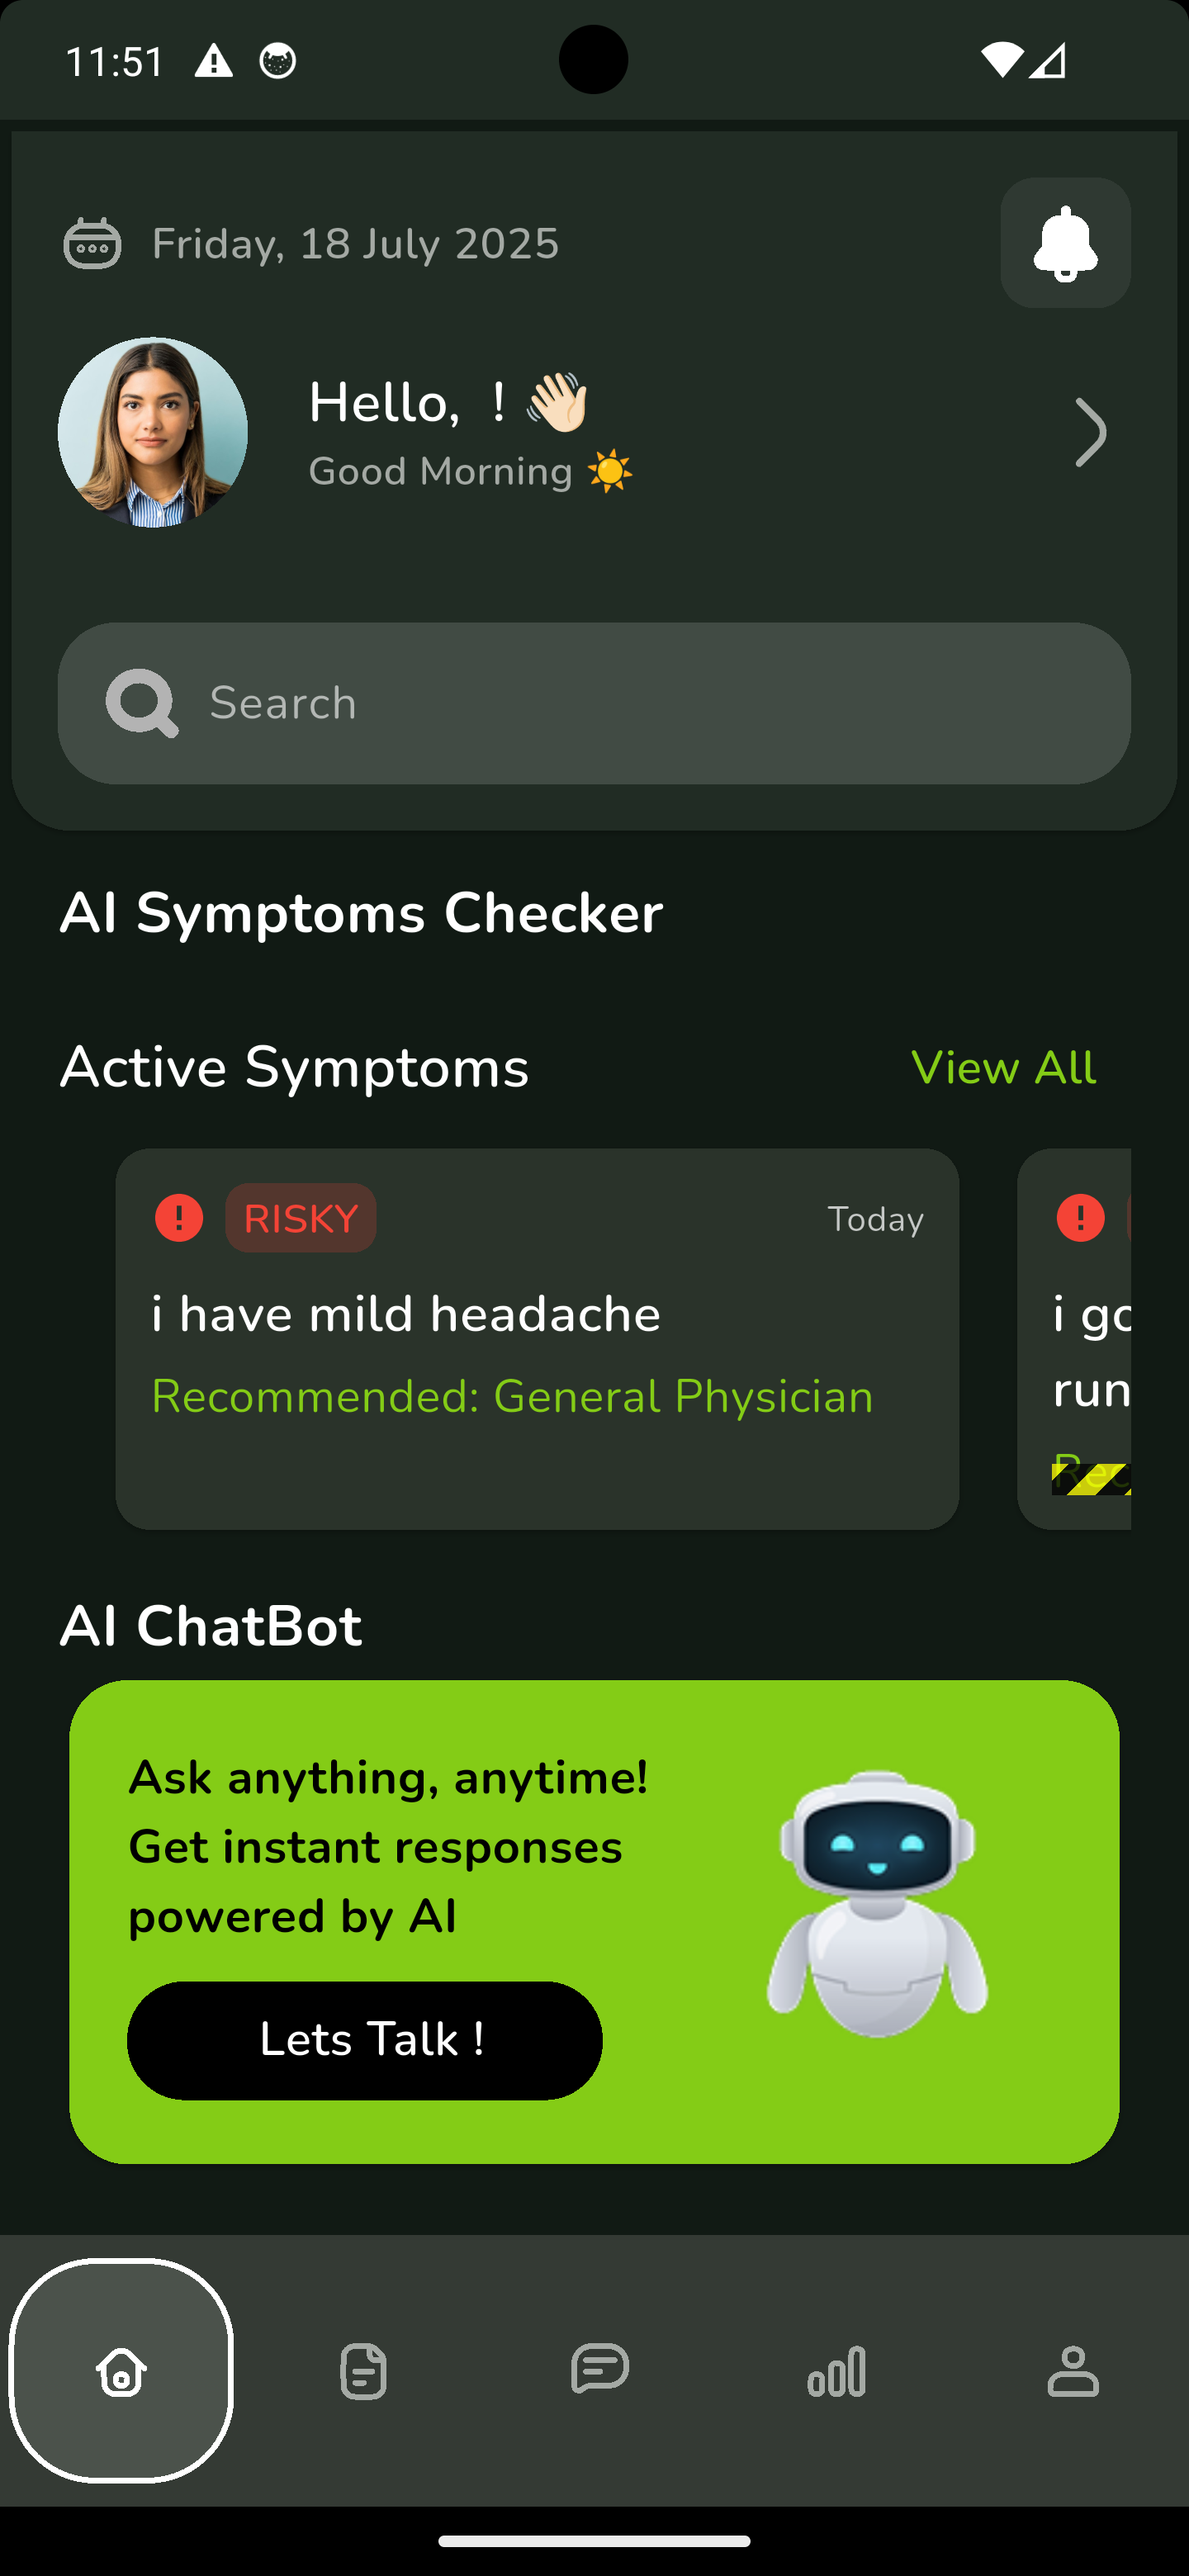 11:51
Friday, 18 July 2025
Hello,  ! 👋🏻
Good Morning ☀️
Search
AI Symptoms Checker
Active Symptoms
View All
RISKY
Today
i have mild headache
Recommended: General Physician
i go
run
Rec
AI ChatBot
Ask anything, anytime!
Get instant responses
powered by AI
Lets Talk !